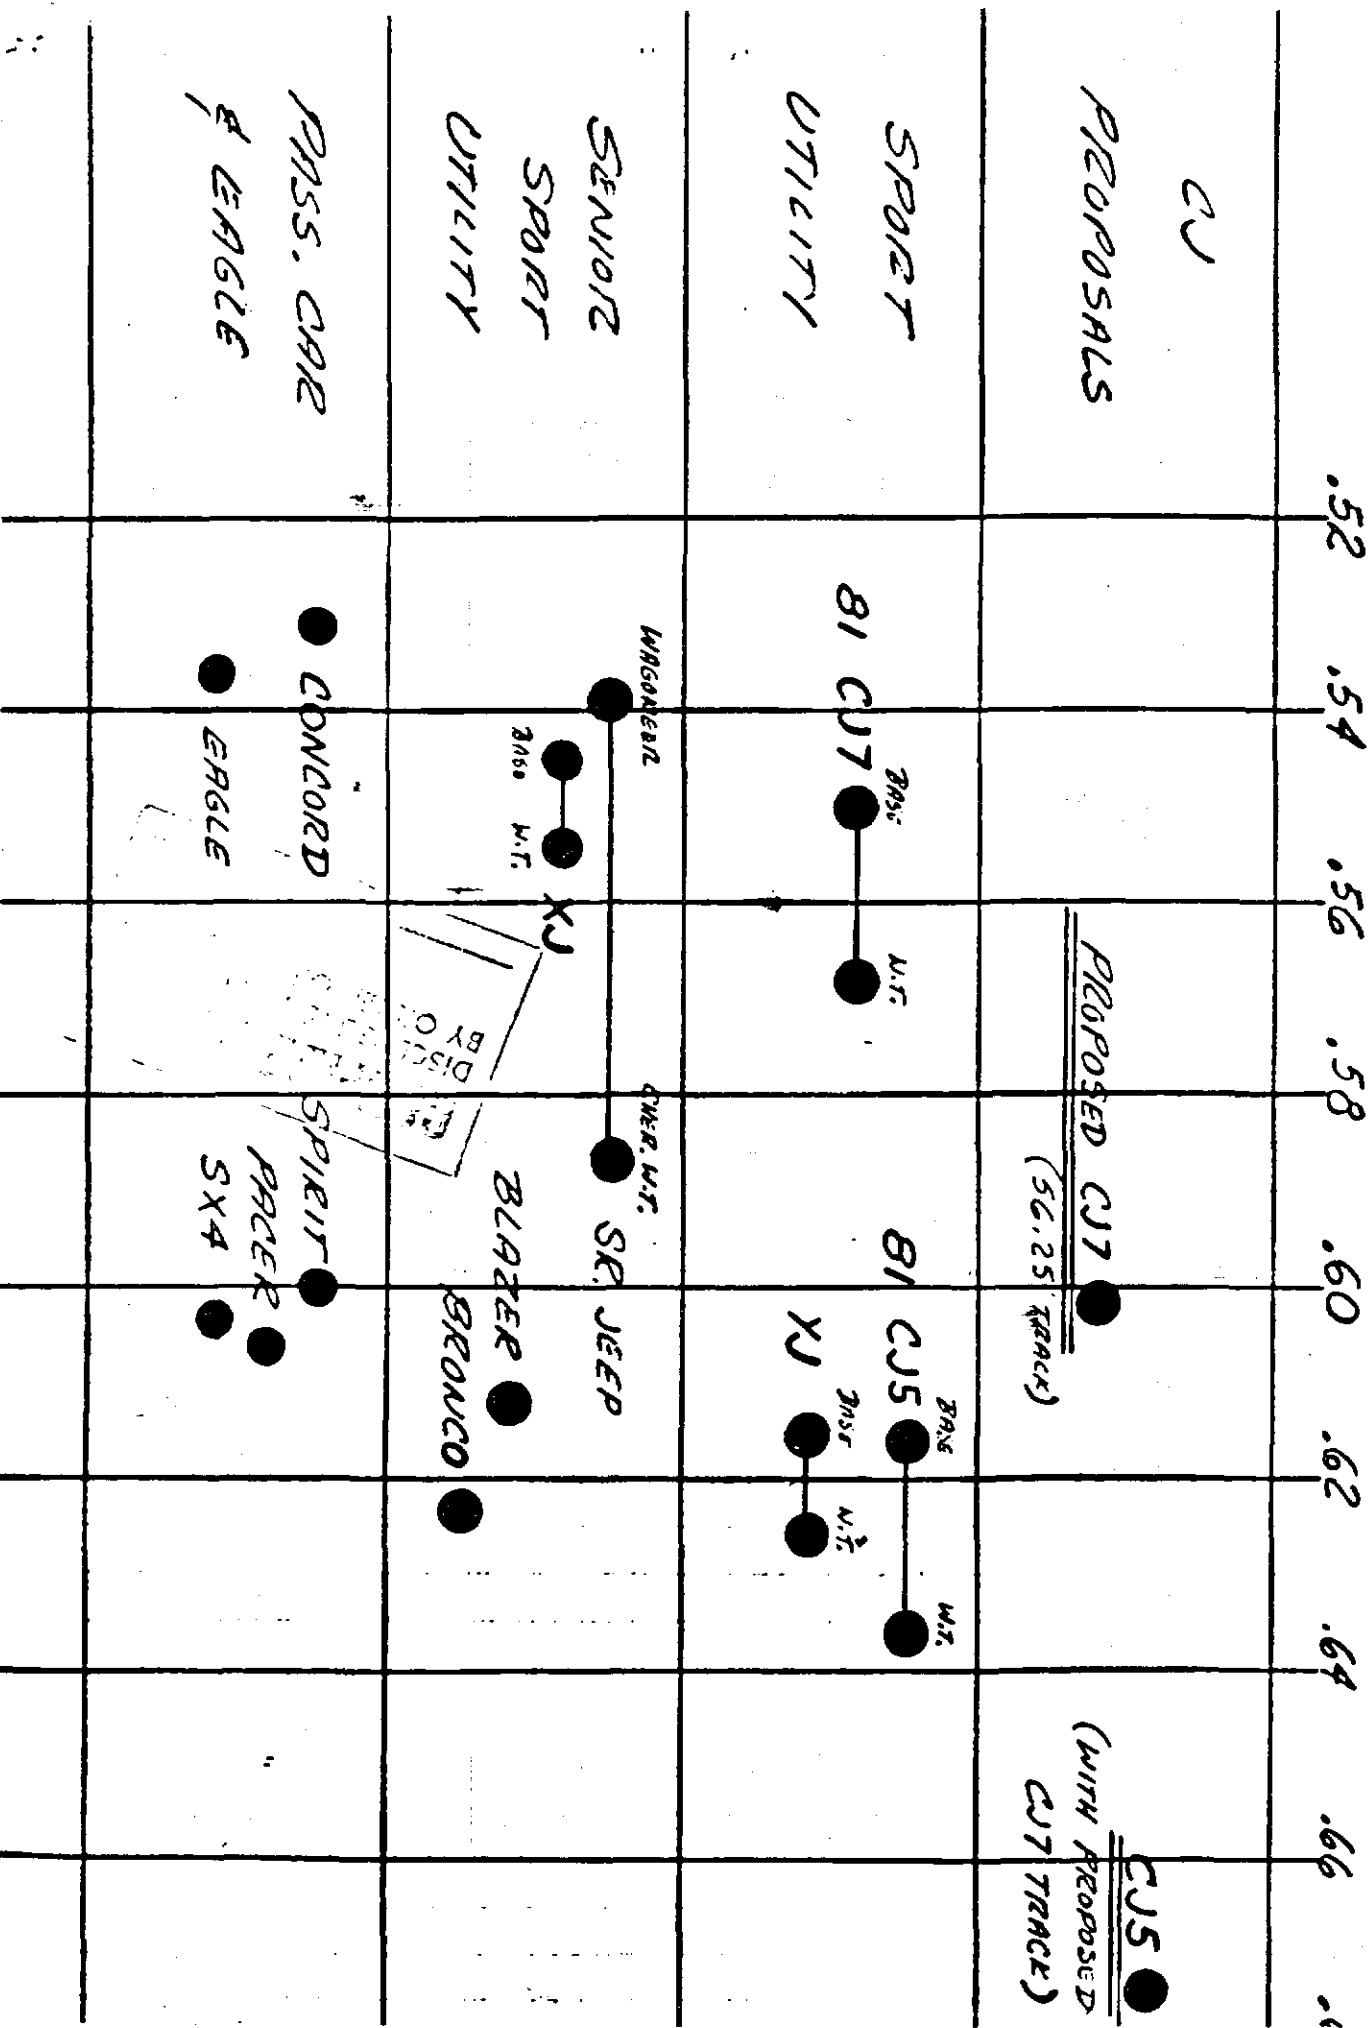 .52 .54 .56 .58 .60 .62 .64 .66
CJ
PROPOSALS
PROPOSED CJ7
(56.25" TRACK)
CJ5
(WITH PROPOSED
CJ7 TRACK)
SPORT
UTILITY
81 CJ7
BASE
W.T.
81 CJ5
BASE
W.T.
YJ
BASE
W.T.
SENIOR
SPORT
UTILITY
WAGONEER
CHER. W.T.
SR. JEEP
BASE
W.T.
XJ
BLAZER
BRONCO
PASS. CAR
& EAGLE
CONCORD
EAGLE
SPIRIT
PACER
SX4
BY O